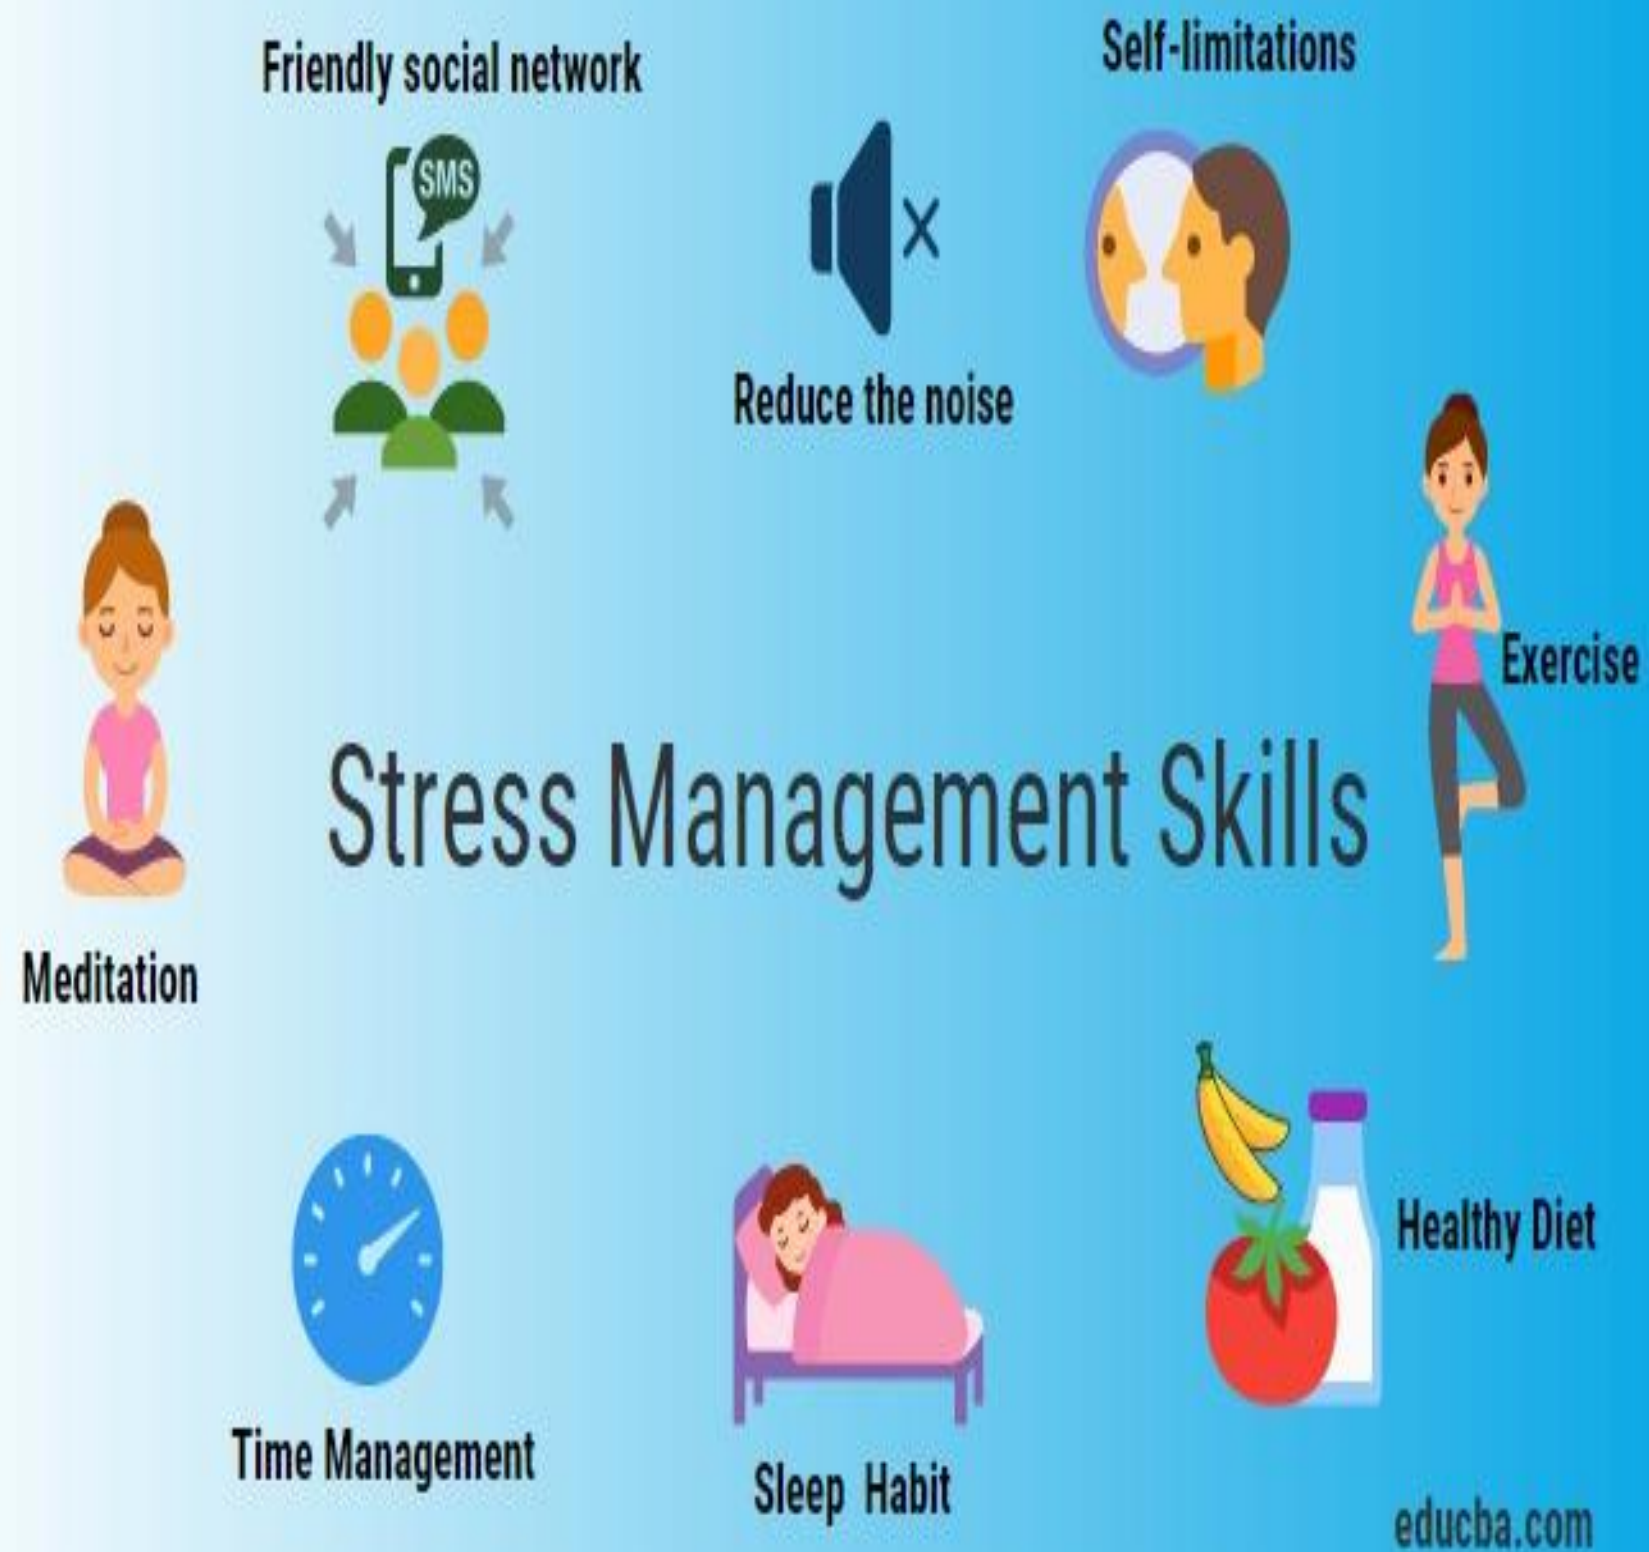 Friendly social network
Self-limitations
SMS
Reduce the noise
Exercise
Stress Management Skills
Meditation
Healthy Diet
Time Management
Sleep Habit
educba.com